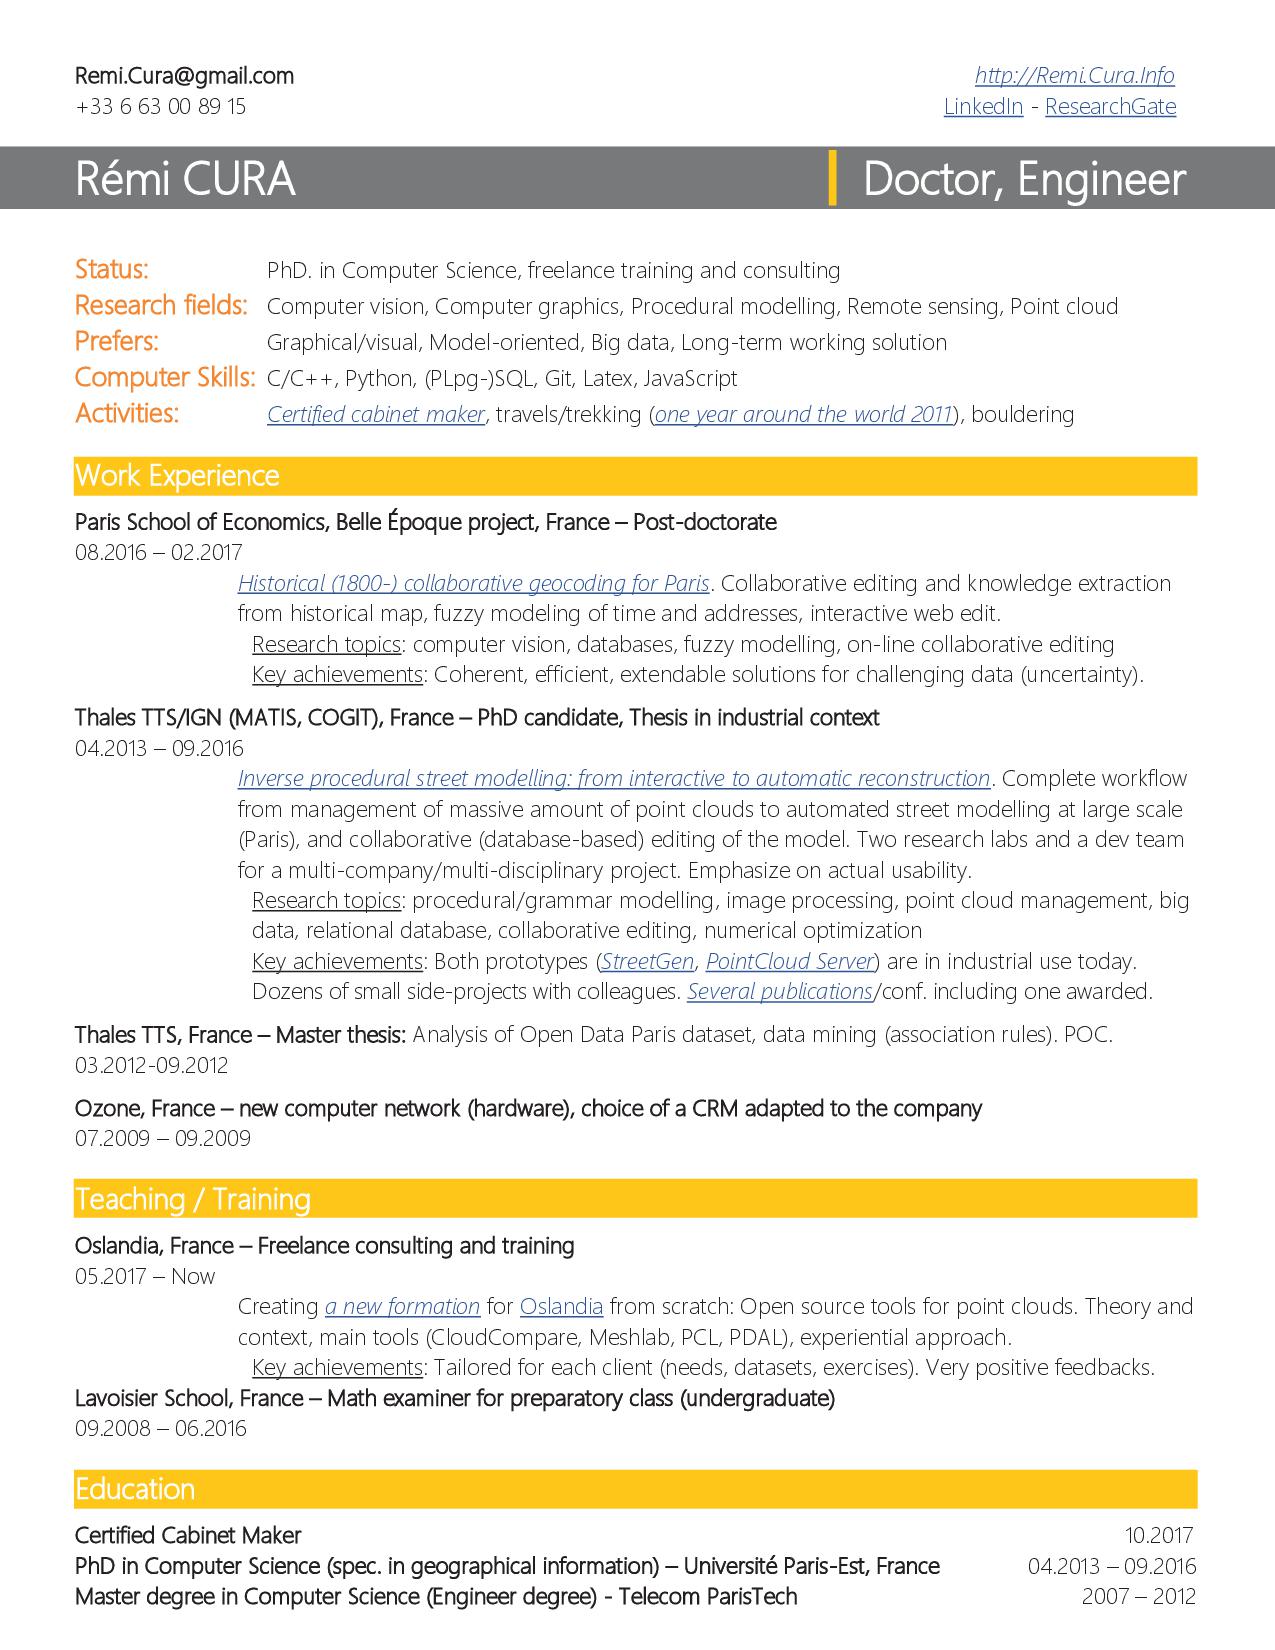 Remi.Cura@gmail.com http://Remi.Cura.Info
+33 6 63 00 89 15 LinkedIn - ResearchGate
Rémi CURA Doctor, Engineer
Status: PhD. in Computer Science, freelance training and consulting
Research fields: Computer vision, Computer graphics, Procedural modelling, Remote sensing, Point cloud
Prefers: Graphical/visual, Model-oriented, Big data, Long-term working solution
Computer Skills: C/C++, Python, (PLpg-)SQL, Git, Latex, JavaScript
Activities: Certified cabinet maker, travels/trekking (one year around the world 2011), bouldering
Work Experience
Paris School of Economics, Belle Époque project, France – Post-doctorate
08.2016 – 02.2017
Historical (1800-) collaborative geocoding for Paris. Collaborative editing and knowledge extraction
from historical map, fuzzy modeling of time and addresses, interactive web edit.
Research topics: computer vision, databases, fuzzy modelling, on-line collaborative editing
Key achievements: Coherent, efficient, extendable solutions for challenging data (uncertainty).
Thales TTS/IGN (MATIS, COGIT), France – PhD candidate, Thesis in industrial context
04.2013 – 09.2016
Inverse procedural street modelling: from interactive to automatic reconstruction. Complete workflow
from management of massive amount of point clouds to automated street modelling at large scale
(Paris), and collaborative (database-based) editing of the model. Two research labs and a dev team
for a multi-company/multi-disciplinary project. Emphasize on actual usability.
Research topics: procedural/grammar modelling, image processing, point cloud management, big
data, relational database, collaborative editing, numerical optimization
Key achievements: Both prototypes (StreetGen, PointCloud Server) are in industrial use today.
Dozens of small side-projects with colleagues. Several publications/conf. including one awarded.
Thales TTS, France – Master thesis: Analysis of Open Data Paris dataset, data mining (association rules). POC.
03.2012-09.2012
Ozone, France – new computer network (hardware), choice of a CRM adapted to the company
07.2009 – 09.2009
Teaching / Training
Oslandia, France – Freelance consulting and training
05.2017 – Now
Creating a new formation for Oslandia from scratch: Open source tools for point clouds. Theory and
context, main tools (CloudCompare, Meshlab, PCL, PDAL), experiential approach.
Key achievements: Tailored for each client (needs, datasets, exercises). Very positive feedbacks.
Lavoisier School, France – Math examiner for preparatory class (undergraduate)
09.2008 – 06.2016
Education
Certified Cabinet Maker 10.2017
PhD in Computer Science (spec. in geographical information) – Université Paris-Est, France 04.2013 – 09.2016
Master degree in Computer Science (Engineer degree) - Telecom ParisTech 2007 – 2012